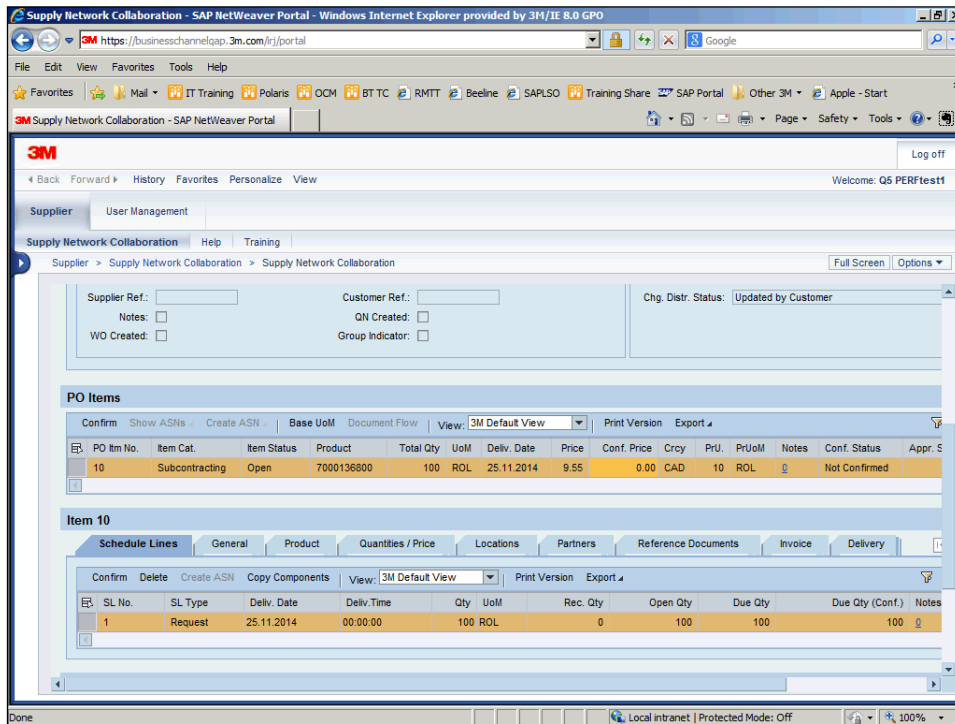 Supply Network Collaboration - SAP NetWeaver Portal - Windows Internet Explorer provided by 3M/IE 8.0 GPO
3M https://businesschannelqap.3m.com/irj/portal Google
File Edit View Favorites Tools Help
Favorites Mail IT Training Polaris OCM BT TC RMTT Beeline SAPLSO Training Share SAP Portal Other 3M Apple - Start
3M Supply Network Collaboration - SAP NetWeaver Portal Page Safety Tools
3M Log off
Back Forward History Favorites Personalize View Welcome: Q5 PERFtest1
Supplier User Management
Supply Network Collaboration Help Training
Supplier > Supply Network Collaboration > Supply Network Collaboration Full Screen Options
Supplier Ref.: Customer Ref.: Chg. Distr. Status: Updated by Customer
Notes: QN Created:
WO Created: Group Indicator:
PO Items
Confirm Show ASNs Create ASN Base UoM Document Flow View: 3M Default View Print Version Export
PO Itm No. Item Cat. Item Status Product Total Qty UoM Deliv. Date Price Conf. Price Crcy PrU. PrUoM Notes Conf. Status Appr. S
10 Subcontracting Open 7000136800 100 ROL 25.11.2014 9.55 0.00 CAD 10 ROL 0 Not Confirmed
Item 10
Schedule Lines General Product Quantities / Price Locations Partners Reference Documents Invoice Delivery
Confirm Delete Create ASN Copy Components View: 3M Default View Print Version Export
SL No. SL Type Deliv. Date Deliv.Time Qty UoM Rec. Qty Open Qty Due Qty Due Qty (Conf.) Notes
1 Request 25.11.2014 00:00:00 100 ROL 0 100 100 100 0
Done Local intranet | Protected Mode: Off 100%